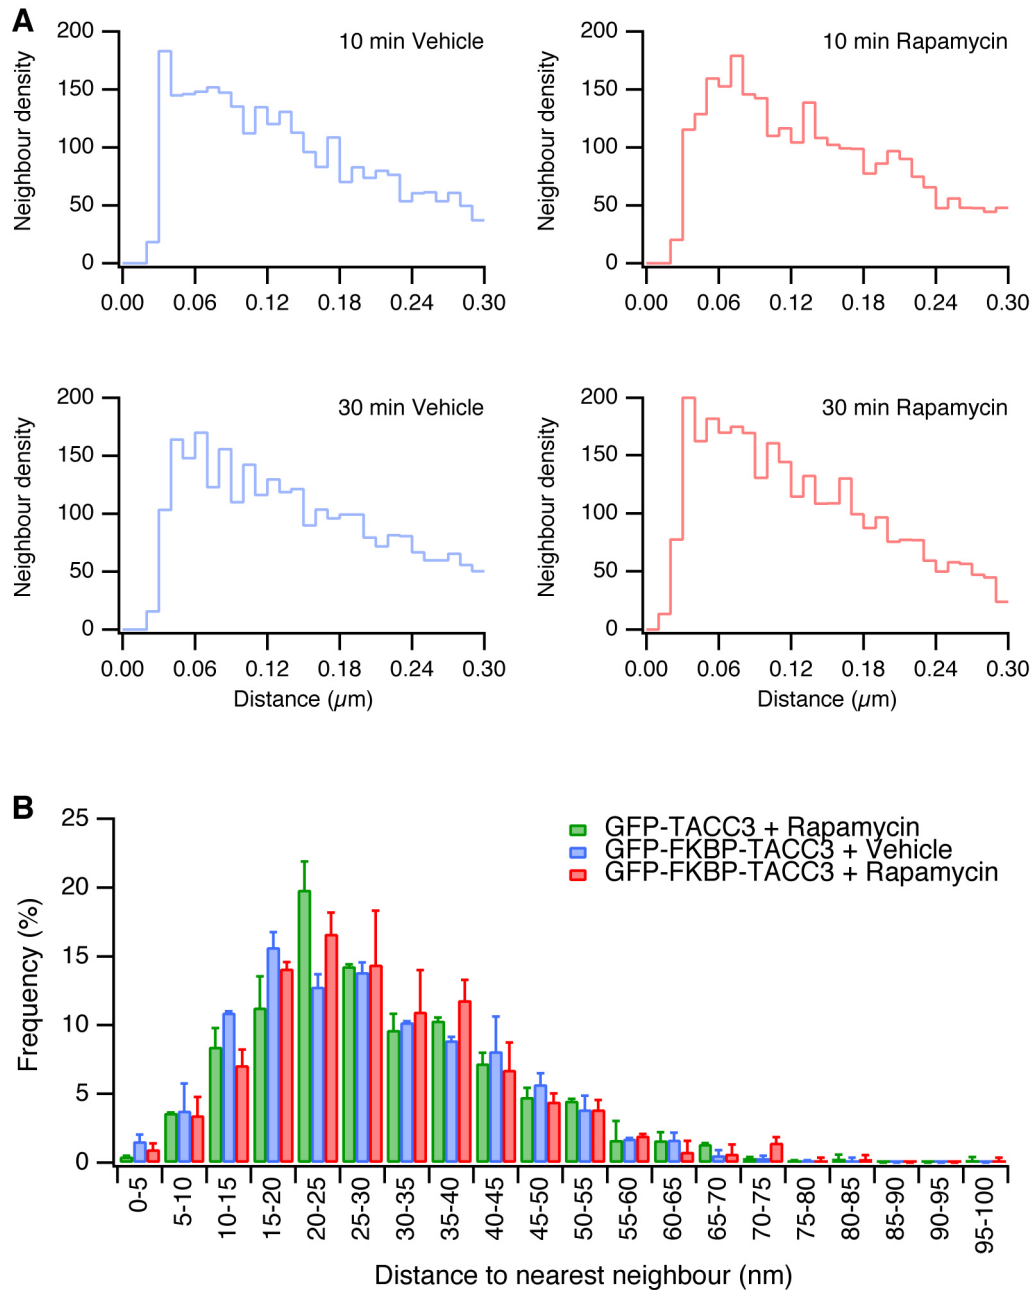 A
200
150
100
50
0
Neighbour density
10 min Vehicle
0.00 0.06 0.12 0.18 0.24 0.30
200
150
100
50
0
Neighbour density
10 min Rapamycin
0.00 0.06 0.12 0.18 0.24 0.30
200
150
100
50
0
Neighbour density
30 min Vehicle
0.00 0.06 0.12 0.18 0.24 0.30
Distance (µm)
200
150
100
50
0
Neighbour density
30 min Rapamycin
0.00 0.06 0.12 0.18 0.24 0.30
Distance (µm)
B
25
20
15
10
5
0
Frequency (%)
GFP-TACC3 + Rapamycin
GFP-FKBP-TACC3 + Vehicle
GFP-FKBP-TACC3 + Rapamycin
0-5
5-10
10-15
15-20
20-25
25-30
30-35
35-40
40-45
45-50
50-55
55-60
60-65
65-70
70-75
75-80
80-85
85-90
90-95
95-100
Distance to nearest neighbour (nm)